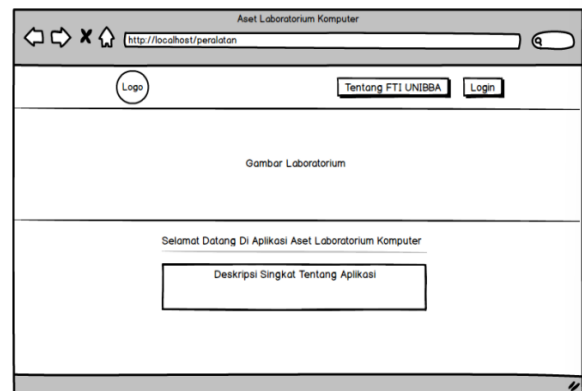 Aset Laboratorium Komputer
http://localhost/peralatan
Logo
Tentang FTI UNIBBA
Login
Gambar Laboratorium
Selamat Datang Di Aplikasi Aset Laboratorium Komputer
Deskripsi Singkat Tentang Aplikasi